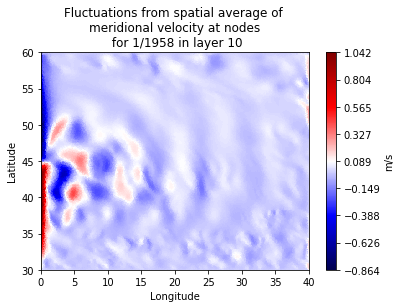 Fluctuations from spatial average of
meridional velocity at nodes
for 1/1958 in layer 10
60
55
50
45
40
35
30
Latitude
0 5 10 15 20 25 30 35 40
Longitude
1.042
0.804
0.565
0.327
0.089
−0.149
−0.388
−0.626
−0.864
m/s